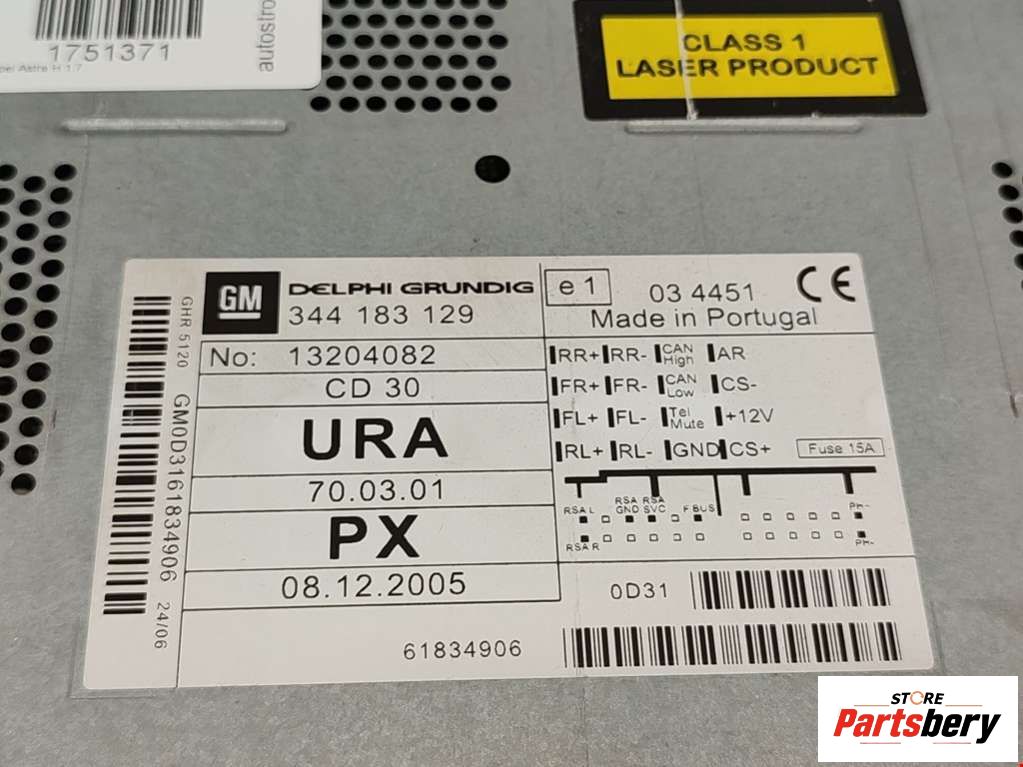 1751371
Astra H 1.7
autostro
CLASS 1
LASER PRODUCT
GHR 5120
GM0D3161834906
24/06
GM
DELPHI GRUNDIG
344 183 129
e 1
03 4451
CE
Made in Portugal
No: 13204082
CD 30
URA
70.03.01
PX
08.12.2005
61834906
RR+ RR- CAN High AR
FR+ FR- CAN Low CS-
FL+ FL- Tel Mute +12V
RL+ RL- GND CS+ Fuse 15A
RSA L RSA GND RSA SVC F BUS PH-
RSA R PH-
0D31
STORE
Partsbery